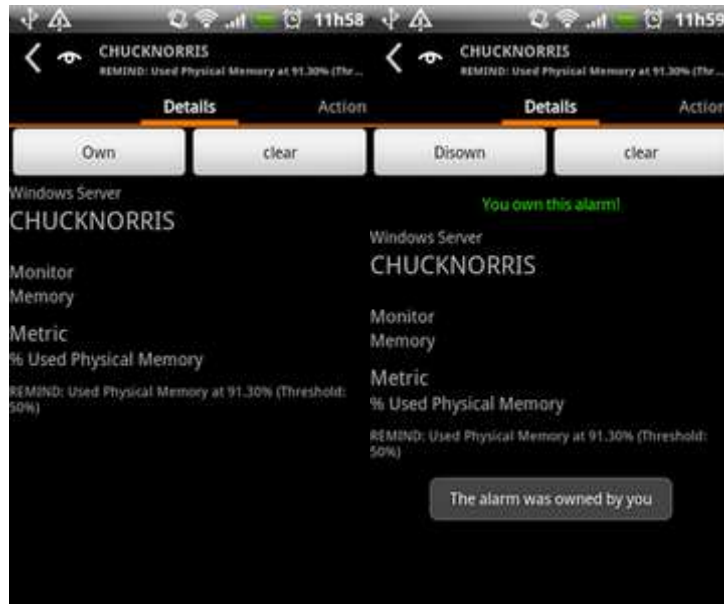 11h58
CHUCKNORRIS
REMIND: Used Physical Memory at 91.30% (Thr...
Details
Action
Own
clear
Windows Server
CHUCKNORRIS
Monitor
Memory
Metric
% Used Physical Memory
REMIND: Used Physical Memory at 91.30% (Threshold:
50%)
11h59
CHUCKNORRIS
REMIND: Used Physical Memory at 91.30% (Thr...
Details
Action
Disown
clear
You own this alarm!
Windows Server
CHUCKNORRIS
Monitor
Memory
Metric
% Used Physical Memory
REMIND: Used Physical Memory at 91.30% (Threshold:
50%)
The alarm was owned by you